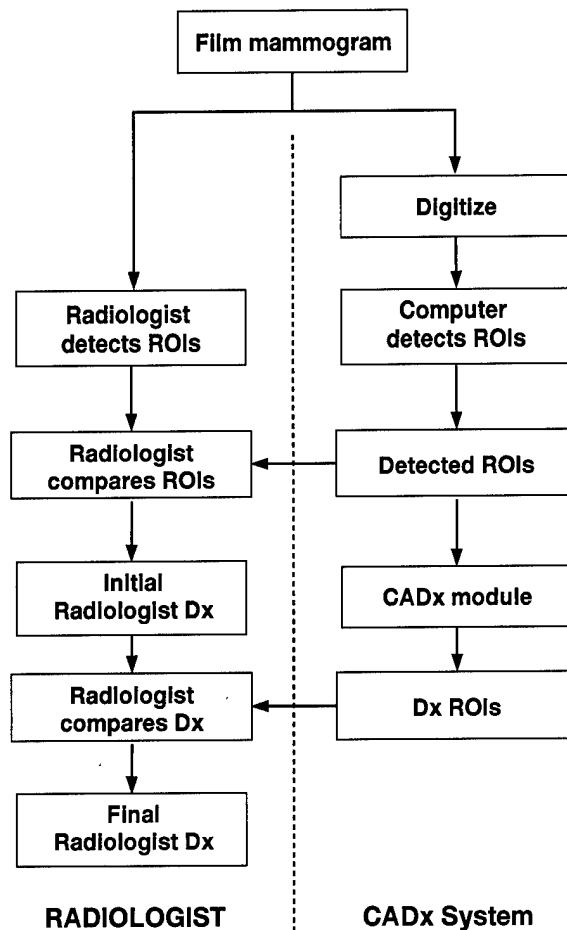 Film mammogram
Digitize
Radiologist
detects ROIs
Computer
detects ROIs
Radiologist
compares ROIs
Detected ROIs
Initial
Radiologist Dx
CADx module
Radiologist
compares Dx
Dx ROIs
Final
Radiologist Dx
RADIOLOGIST
CADx System